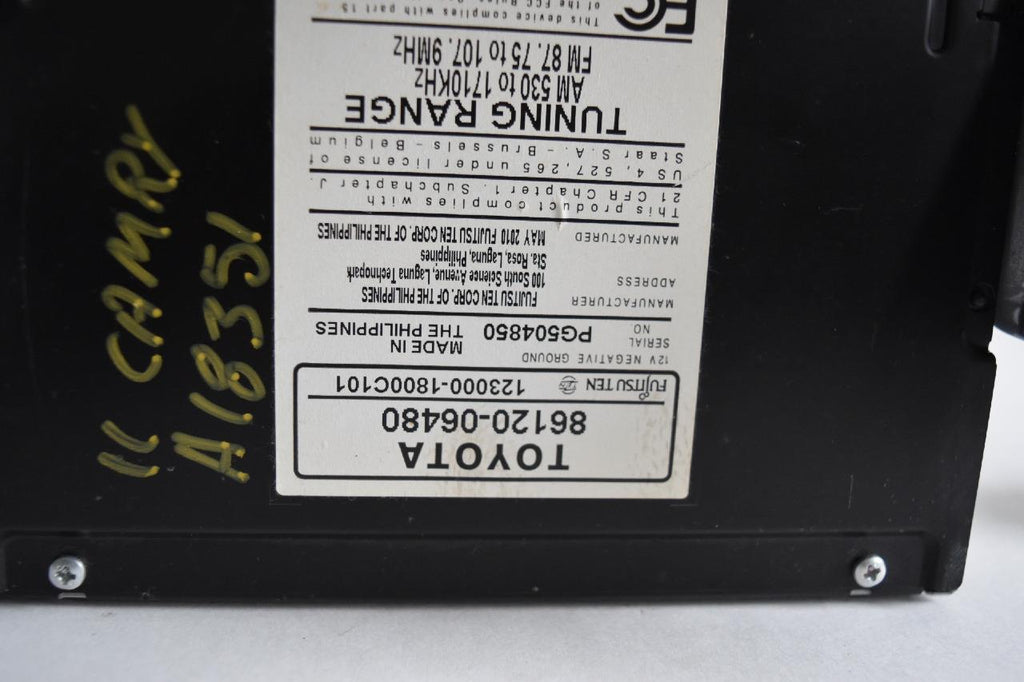 TOYOTA
86120-06480
FUJITSU TEN 123000-1800C101
12V NEGATIVE GROUND
SERIAL NO PG504850 MADE IN THE PHILIPPINES
MANUFACTURER FUJITSU TEN CORP. OF THE PHILIPPINES
ADDRESS 100 South Science Avenue, Laguna Technopark
Sta. Rosa, Laguna, Philippines
MANUFACTURED MAY 2010 FUJITSU TEN CORP. OF THE PHILIPPINES
This product complies with
21 CFR Chapter 1. Subchapter J.
US 4, 527, 265 under license of
Staar S.A. - Brussels - Belgium
TUNING RANGE
AM 530 to 1710KHz
FM 87.75 to 107.9MHz
FC
This device complies with part 15
of the FCC Rules.
11 CAMRY
A18351